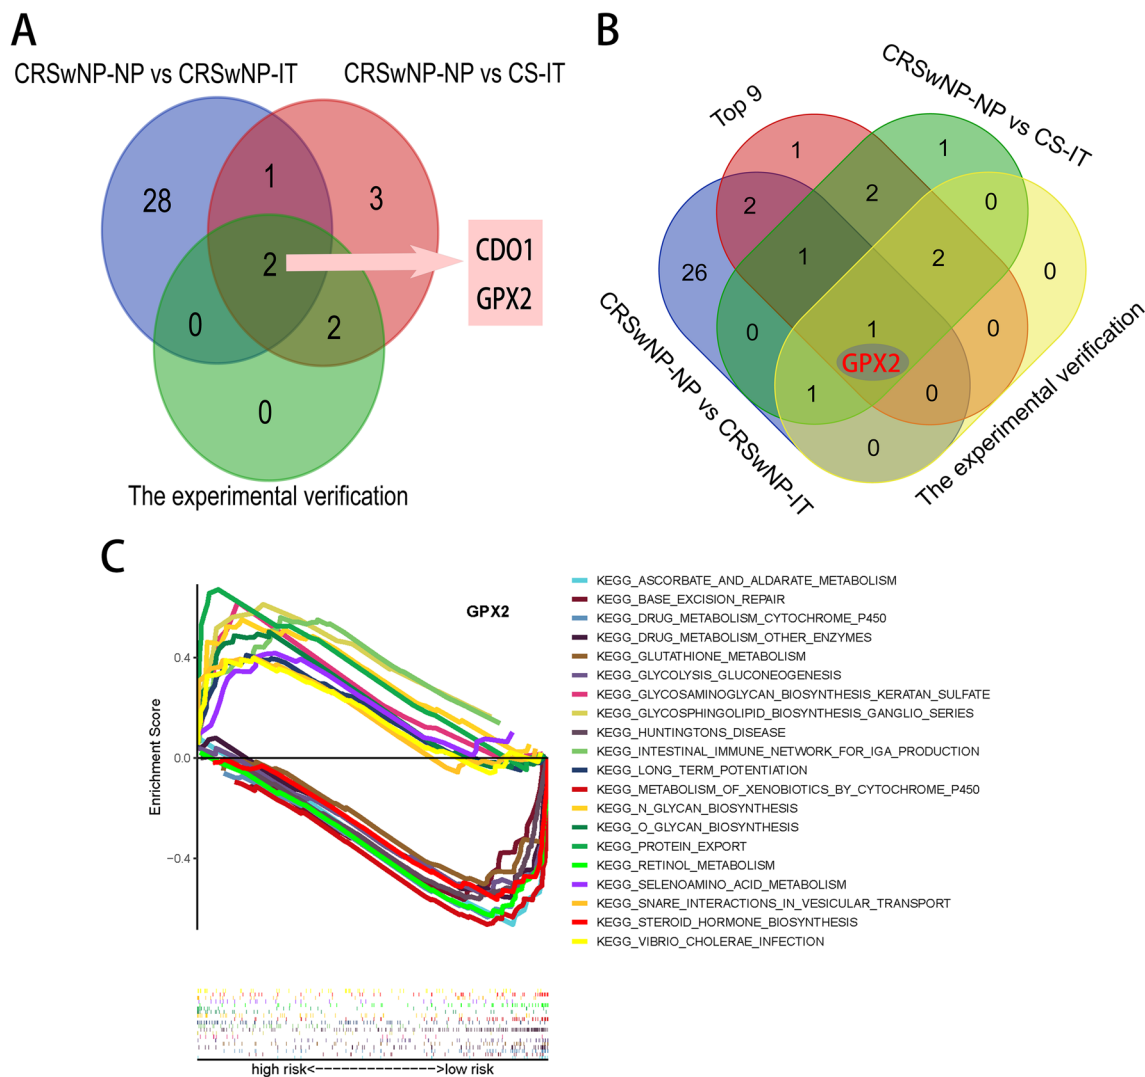 A
CRSwNP-NP vs CRSwNP-IT
CRSwNP-NP vs CS-IT
28
1
3
2
0
2
0
CDO1
GPX2
The experimental verification
B
Top 9
CRSwNP-NP vs CS-IT
1
1
2
2
0
26
1
2
0
0
1
0
GPX2
1
0
0
CRSwNP-NP vs CRSwNP-IT
The experimental verification
C
GPX2
Enrichment Score
0.4
0.0
−0.4
KEGG_ASCORBATE_AND_ALDARATE_METABOLISM
KEGG_BASE_EXCISION_REPAIR
KEGG_DRUG_METABOLISM_CYTOCHROME_P450
KEGG_DRUG_METABOLISM_OTHER_ENZYMES
KEGG_GLUTATHIONE_METABOLISM
KEGG_GLYCOLYSIS_GLUCONEOGENESIS
KEGG_GLYCOSAMINOGLYCAN_BIOSYNTHESIS_KERATAN_SULFATE
KEGG_GLYCOSPHINGOLIPID_BIOSYNTHESIS_GANGLIO_SERIES
KEGG_HUNTINGTONS_DISEASE
KEGG_INTESTINAL_IMMUNE_NETWORK_FOR_IGA_PRODUCTION
KEGG_LONG_TERM_POTENTIATION
KEGG_METABOLISM_OF_XENOBIOTICS_BY_CYTOCHROME_P450
KEGG_N_GLYCAN_BIOSYNTHESIS
KEGG_O_GLYCAN_BIOSYNTHESIS
KEGG_PROTEIN_EXPORT
KEGG_RETINOL_METABOLISM
KEGG_SELENOAMINO_ACID_METABOLISM
KEGG_SNARE_INTERACTIONS_IN_VESICULAR_TRANSPORT
KEGG_STEROID_HORMONE_BIOSYNTHESIS
KEGG_VIBRIO_CHOLERAE_INFECTION
high risk<--------------->low risk